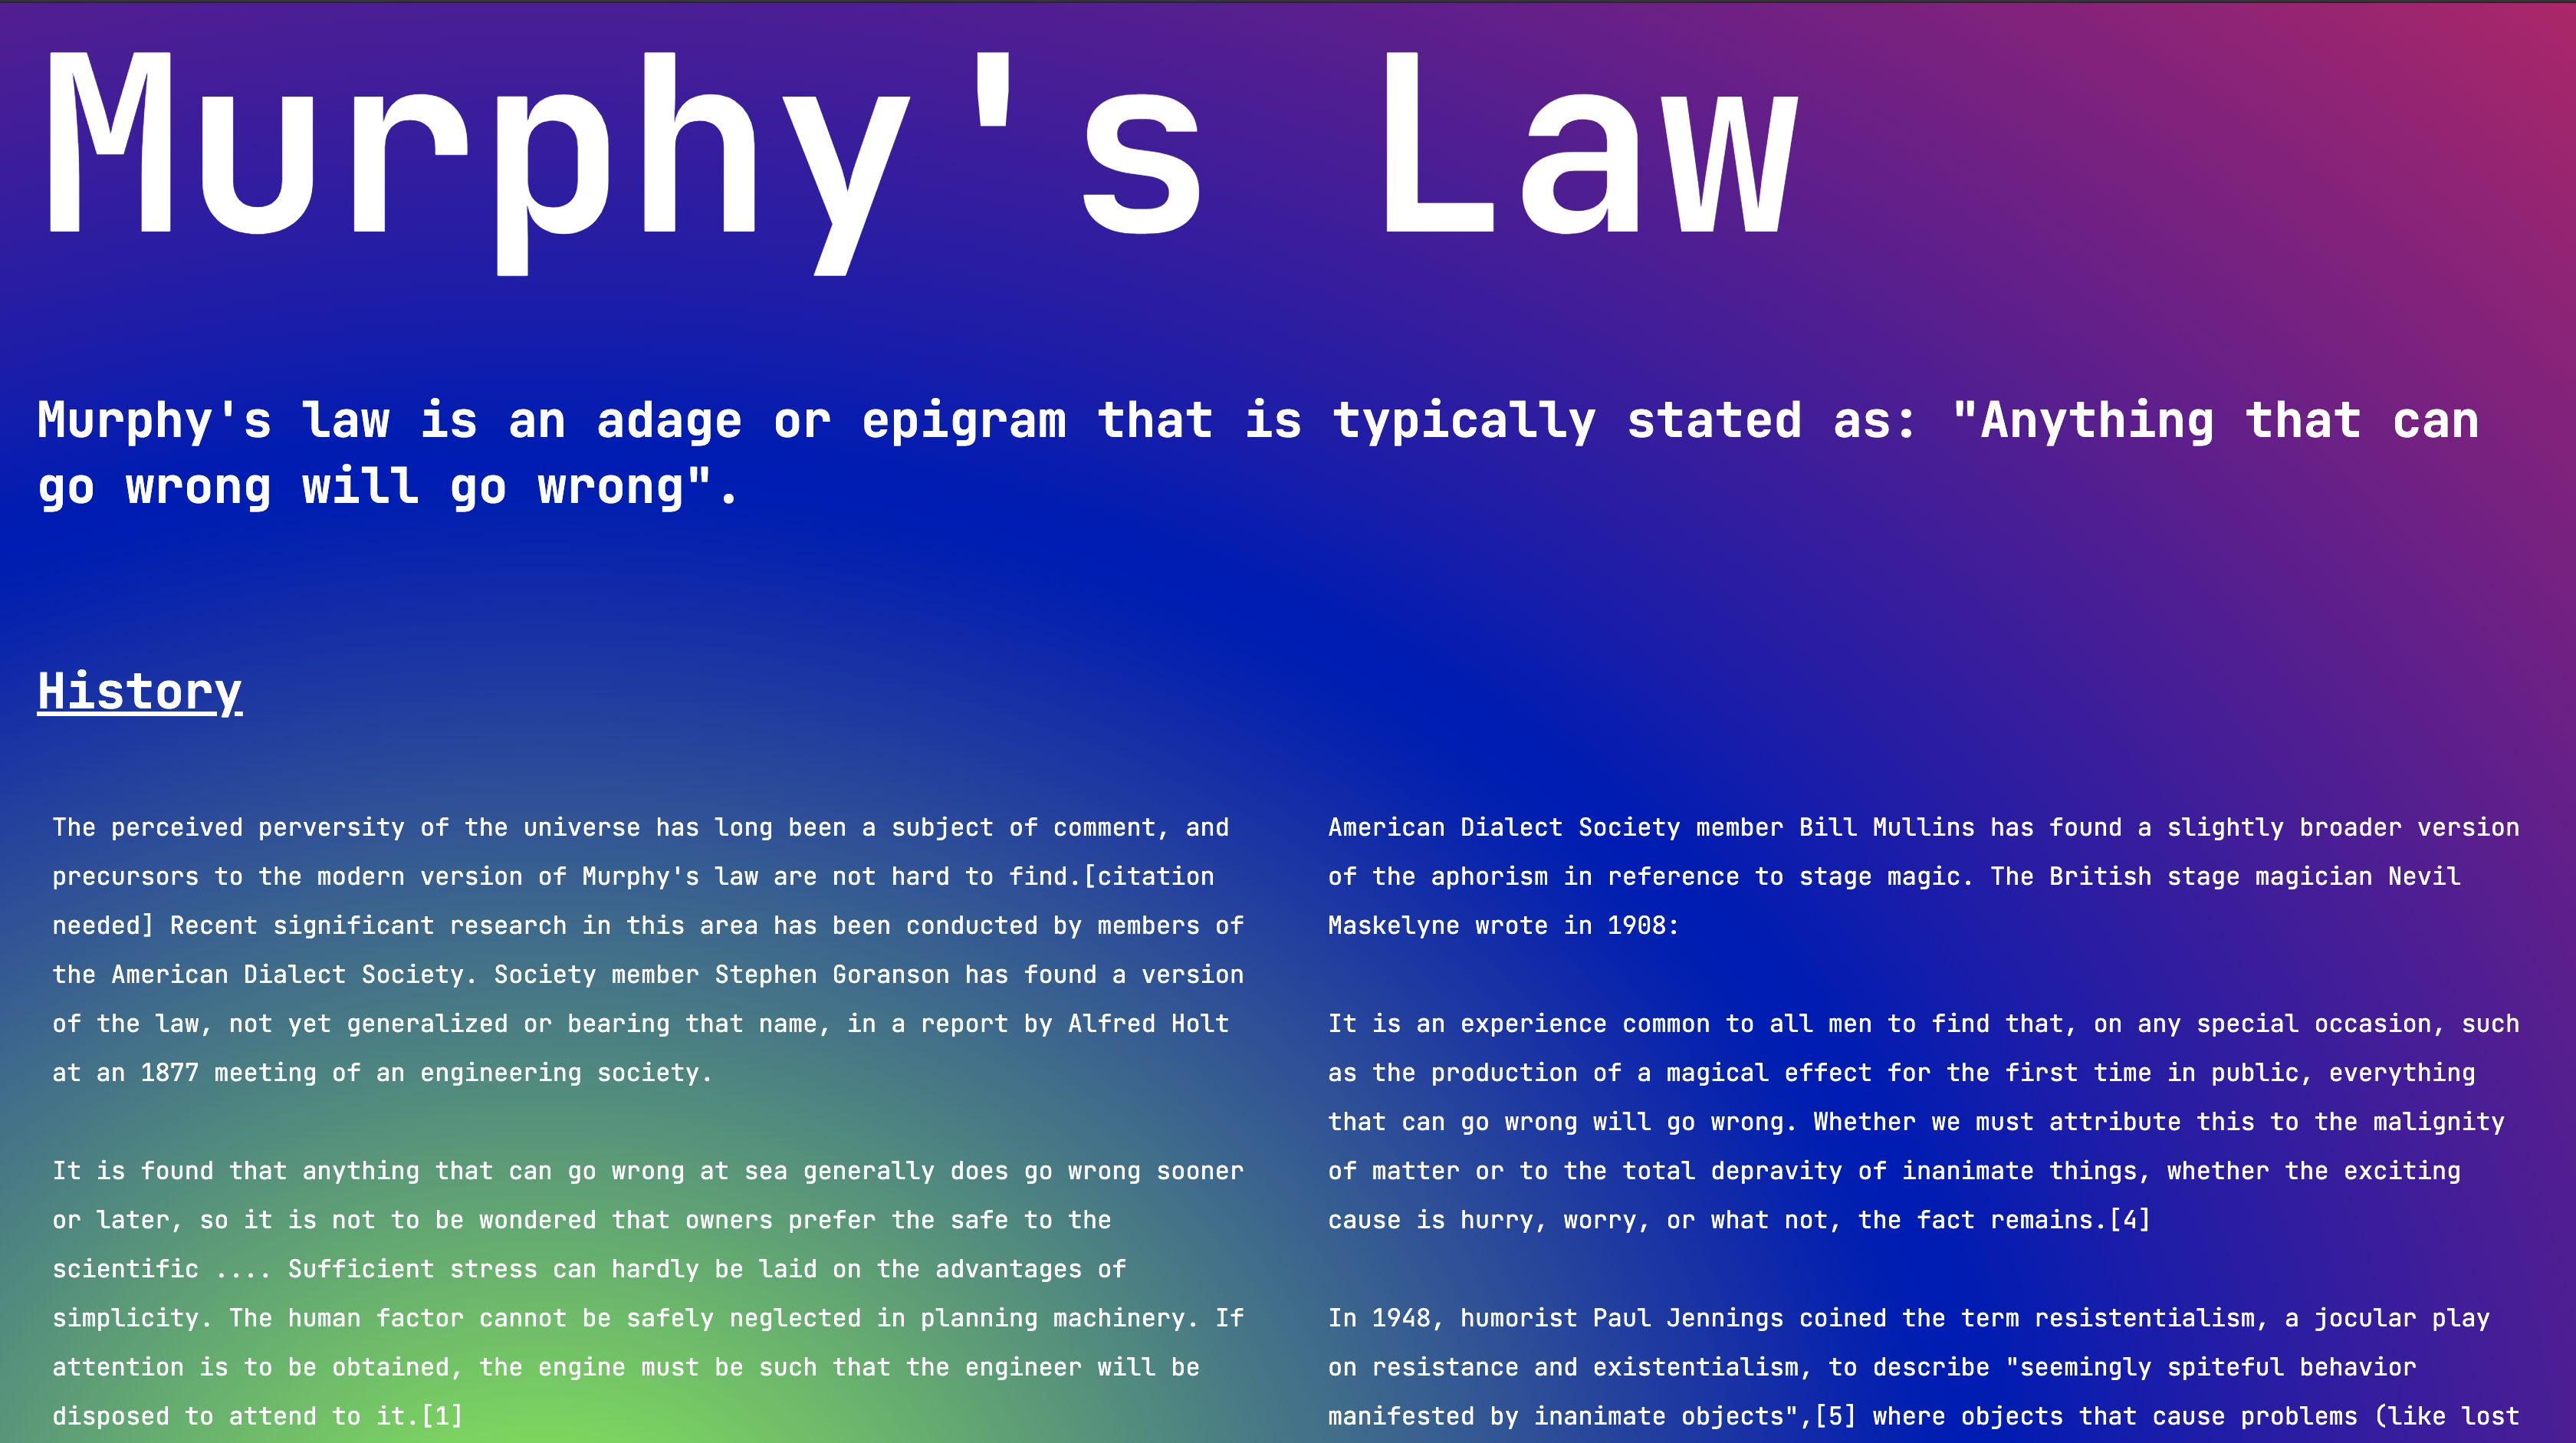 Murphy's Law
Murphy's law is an adage or epigram that is typically stated as: "Anything that can
go wrong will go wrong".
History
The perceived perversity of the universe has long been a subject of comment, and
precursors to the modern version of Murphy's law are not hard to find.[citation
needed] Recent significant research in this area has been conducted by members of
the American Dialect Society. Society member Stephen Goranson has found a version
of the law, not yet generalized or bearing that name, in a report by Alfred Holt
at an 1877 meeting of an engineering society.
It is found that anything that can go wrong at sea generally does go wrong sooner
or later, so it is not to be wondered that owners prefer the safe to the
scientific .... Sufficient stress can hardly be laid on the advantages of
simplicity. The human factor cannot be safely neglected in planning machinery. If
attention is to be obtained, the engine must be such that the engineer will be
disposed to attend to it.[1]
American Dialect Society member Bill Mullins has found a slightly broader version
of the aphorism in reference to stage magic. The British stage magician Nevil
Maskelyne wrote in 1908:
It is an experience common to all men to find that, on any special occasion, such
as the production of a magical effect for the first time in public, everything
that can go wrong will go wrong. Whether we must attribute this to the malignity
of matter or to the total depravity of inanimate things, whether the exciting
cause is hurry, worry, or what not, the fact remains.[4]
In 1948, humorist Paul Jennings coined the term resistentialism, a jocular play
on resistance and existentialism, to describe "seemingly spiteful behavior
manifested by inanimate objects",[5] where objects that cause problems (like lost